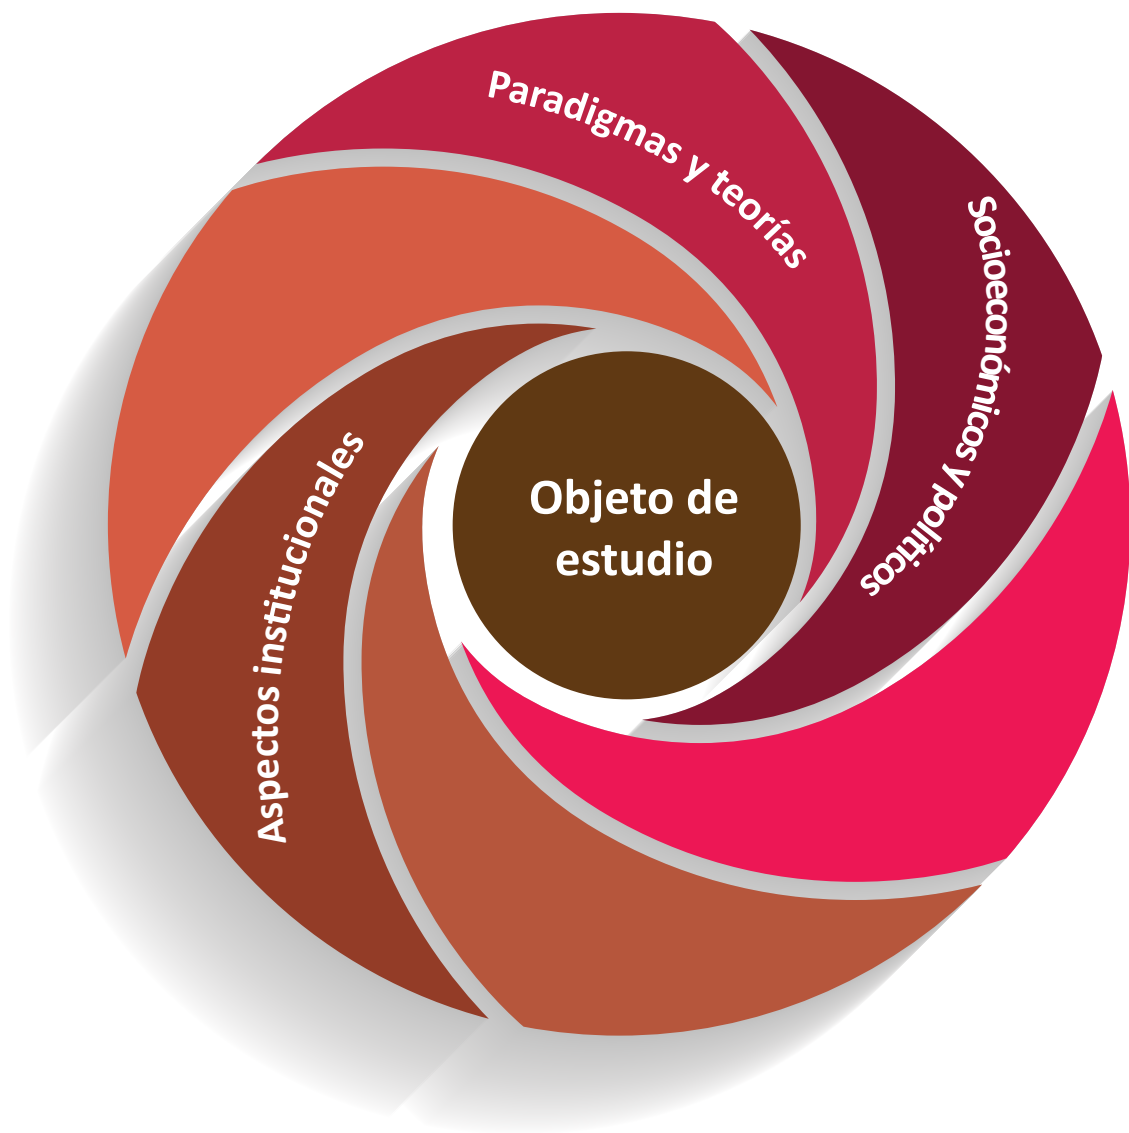 Paradigmas y teorías
Socioeconómicos y políticos
Aspectos institucionales
Objeto de
estudio